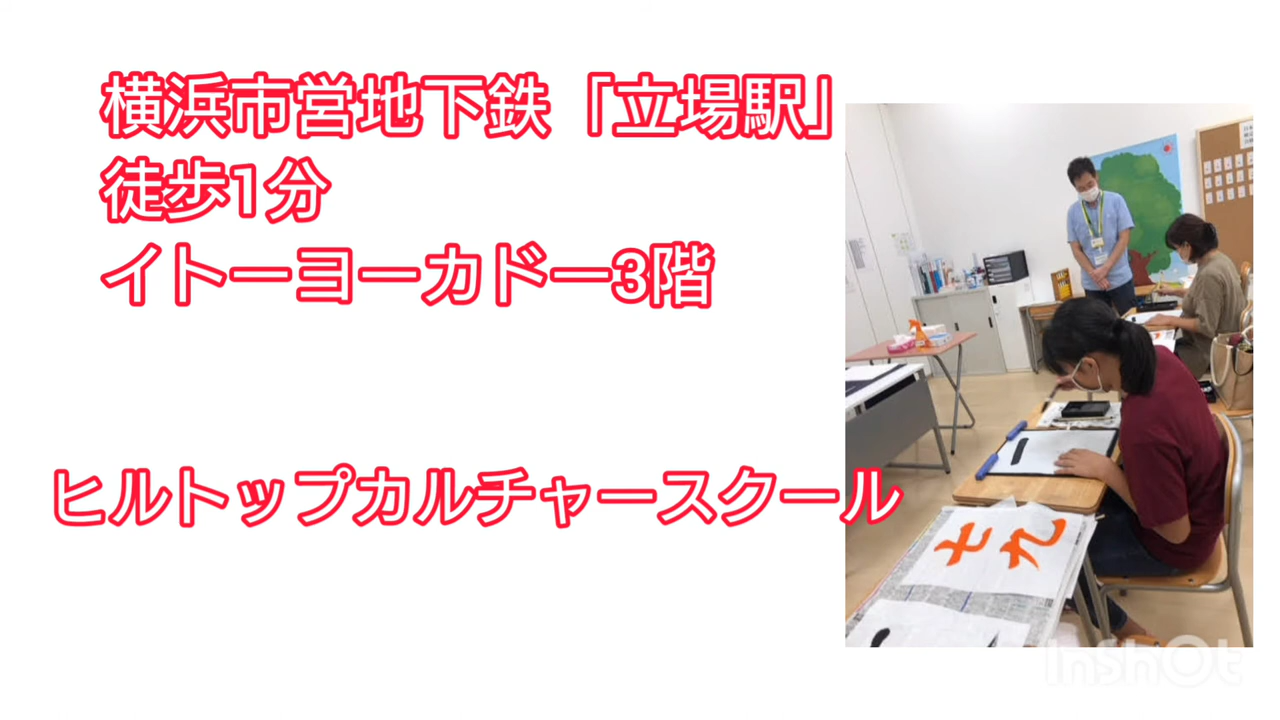 横浜市営地下鉄「立場駅」
徒歩1分
イトーヨーカドー3階
ヒルトップカルチャースクール
七九
InShOt